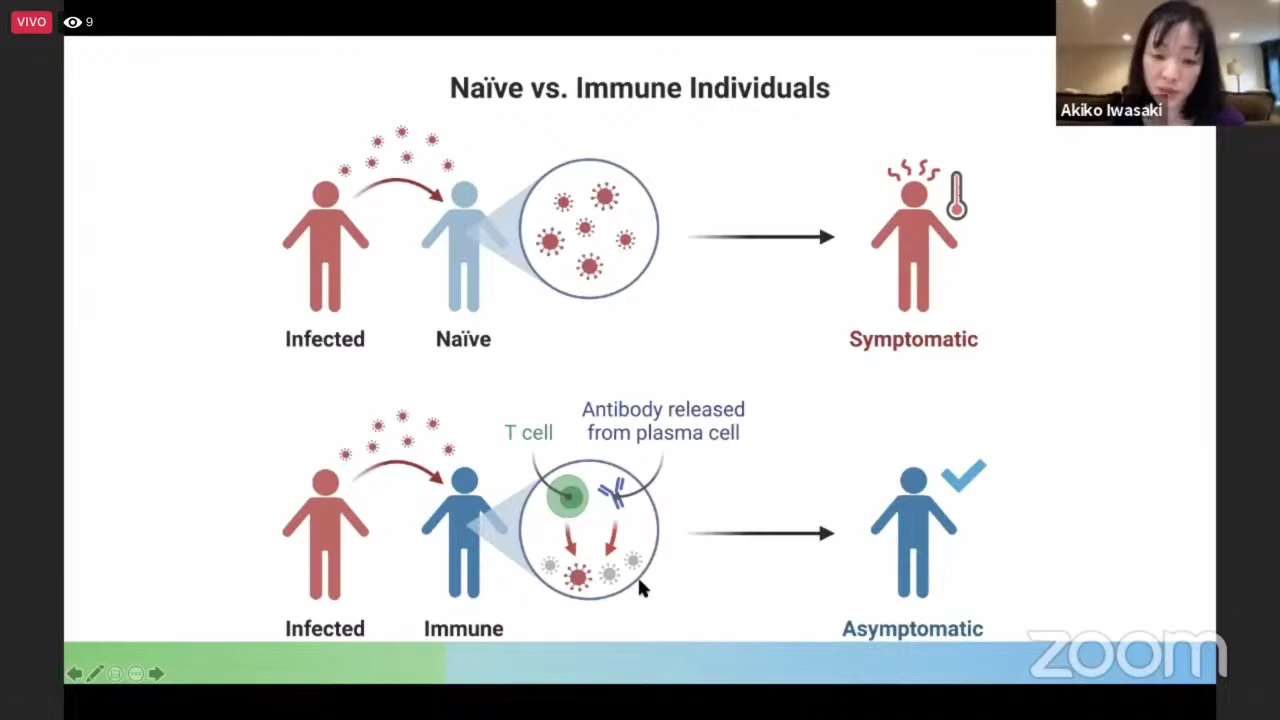 VIVO
9
Akiko Iwasaki
Naïve vs. Immune Individuals
Infected
Naïve
Symptomatic
T cell
Antibody released
from plasma cell
Infected
Immune
Asymptomatic
zoom